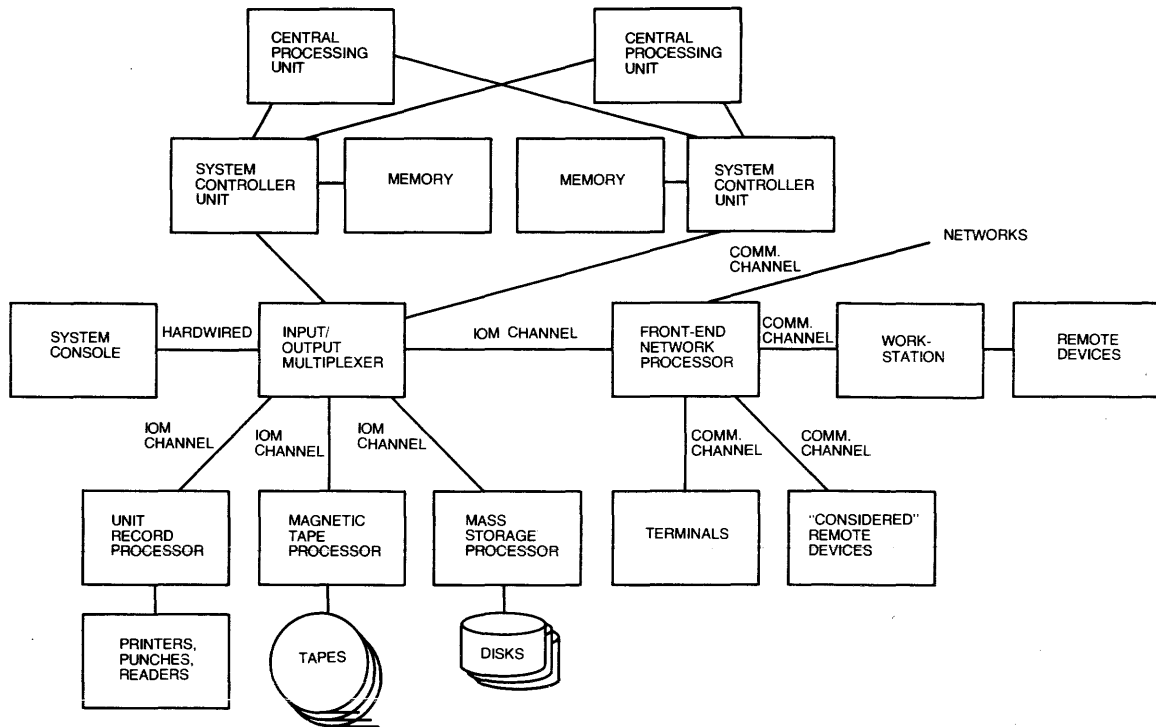 CENTRAL
PROCESSING
UNIT
CENTRAL
PROCESSING
UNIT
SYSTEM
CONTROLLER
UNIT
MEMORY
MEMORY
SYSTEM
CONTROLLER
UNIT
COMM.
CHANNEL
NETWORKS
SYSTEM
CONSOLE
HARDWIRED
INPUT/
OUTPUT
MULTIPLEXER
IOM CHANNEL
FRONT-END
NETWORK
PROCESSOR
COMM.
CHANNEL
WORK-
STATION
REMOTE
DEVICES
IOM
CHANNEL
IOM
CHANNEL
IOM
CHANNEL
COMM.
CHANNEL
COMM.
CHANNEL
UNIT
RECORD
PROCESSOR
MAGNETIC
TAPE
PROCESSOR
MASS
STORAGE
PROCESSOR
TERMINALS
"CONSIDERED"
REMOTE
DEVICES
PRINTERS,
PUNCHES,
READERS
TAPES
DISKS